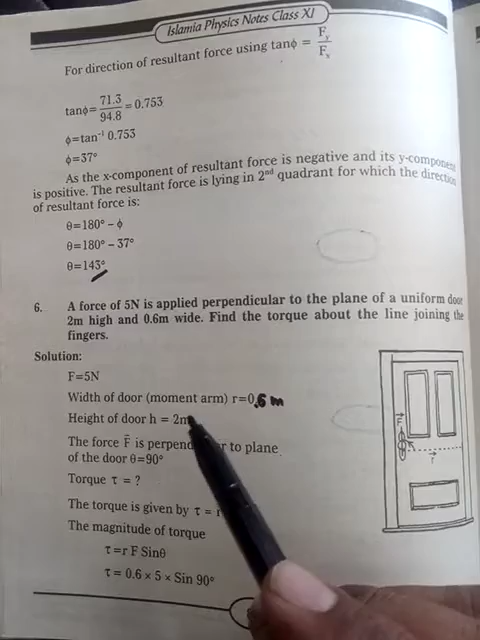 Islamia Physics Notes Class XI
For direction of resultant force using tanϕ = Fy/Fx
tanϕ= 71.3/94.8 = 0.753
ϕ=tan⁻¹ 0.753
ϕ=37°
As the x-component of resultant force is negative and its y-component
is positive. The resultant force is lying in 2nd quadrant for which the direction
of resultant force is:
θ=180° – ϕ
θ=180° – 37°
θ=143°
6. A force of 5N is applied perpendicular to the plane of a uniform door
2m high and 0.6m wide. Find the torque about the line joining the
fingers.
Solution:
F=5N
Width of door (moment arm) r=0.6 m
Height of door h = 2m
The force F⃗ is to plane
of the door θ=90°
Torque τ = ?
The torque is given by τ =
The magnitude of torque
τ=r F Sinθ
τ= 0.6 × 5 × Sin 90°
F⃗
r⃗